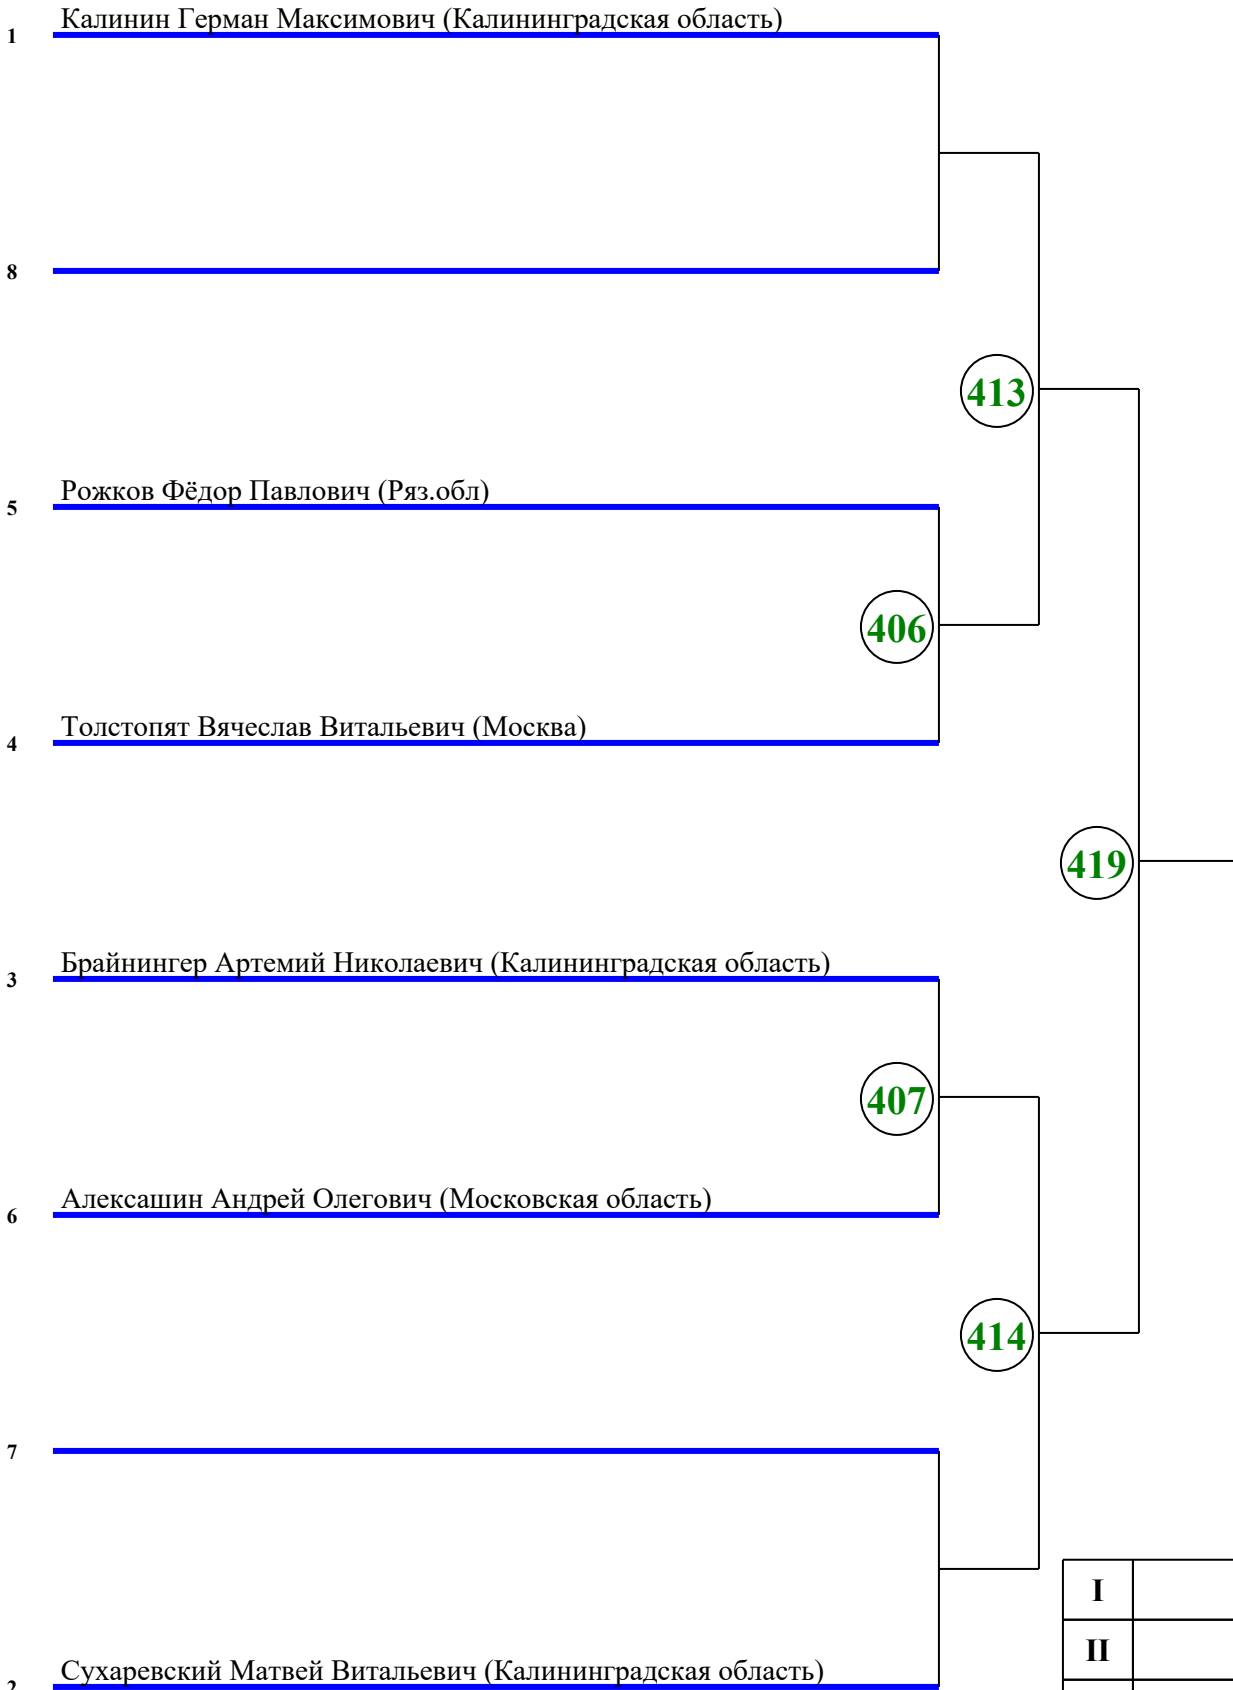 Калинин Герман Максимович (Калининградская область)
1
8
413
Рожков Фёдор Павлович (Ряз.обл)
5
406
Толстопят Вячеслав Витальевич (Москва)
4
419
Брайнингер Артемий Николаевич (Калининградская область)
3
407
Алексашин Андрей Олегович (Московская область)
6
414
7
I
II
Сухаревский Матвей Витальевич (Калининградская область)
2